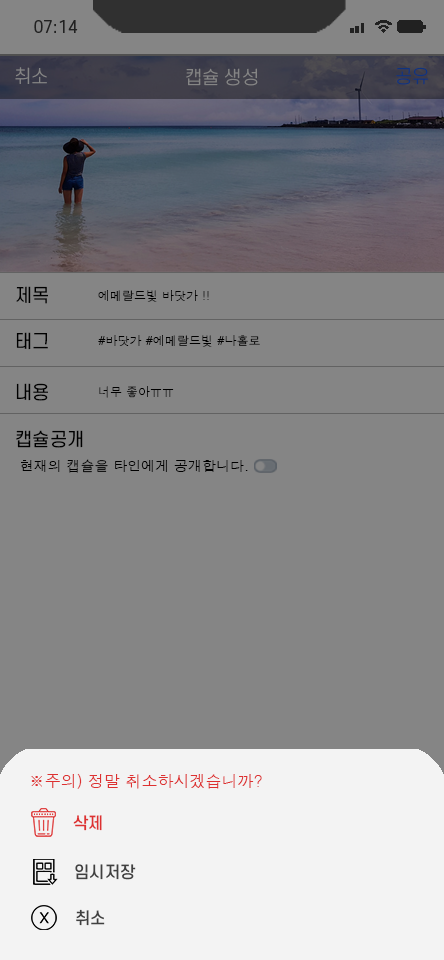 07:14
취소 캡슐 생성 공유
제목 에메랄드빛 바닷가 !!
태그 #바닷가 #에메랄드빛 #나홀로
내용 너무 좋아ㅠㅠ
캡슐공개
현재의 캡슐을 타인에게 공개합니다.
※주의) 정말 취소하시겠습니까?
삭제
임시저장
X 취소